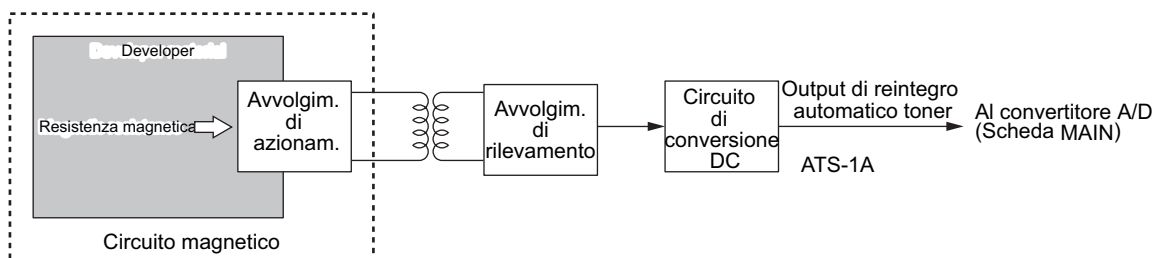 Developer
Resistenza magnetica
Avvolgim.
di
azionam.
Circuito magnetico
Avvolgim.
di
rilevamento
Circuito
di
conversione
DC
Output di reintegro
automatico toner
ATS-1A
Al convertitore A/D
(Scheda MAIN)